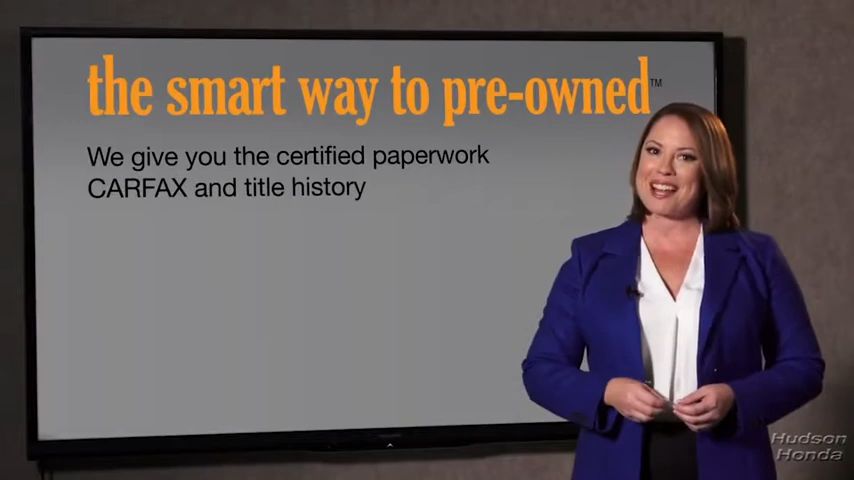 the smart way to pre-owned™
We give you the certified paperwork
CARFAX and title history
Hudson
Honda